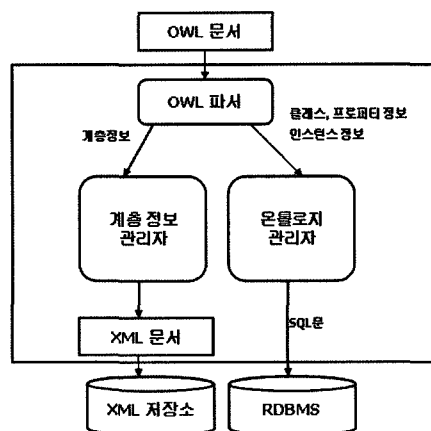 OWL 문서
OWL 파서
계층정보
클래스, 프로퍼티 정보
인스턴스 정보
계층 정보
관리자
온톨로지
관리자
XML 문서
SQL문
XML 저장소
RDBMS